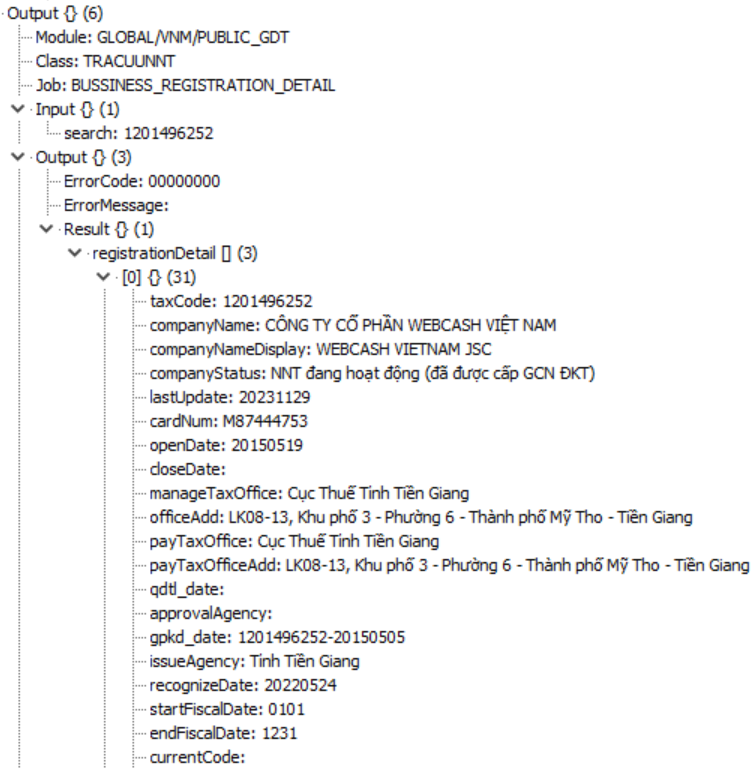 Output {} (6)
Module: GLOBAL/VNM/PUBLIC_GDT
Class: TRACUUNNT
Job: BUSSINESS_REGISTRATION_DETAIL
Input {} (1)
search: 1201496252
Output {} (3)
ErrorCode: 00000000
ErrorMessage:
Result {} (1)
registrationDetail [] (3)
[0] {} (31)
taxCode: 1201496252
companyName: CÔNG TY CỔ PHẦN WEBCASH VIỆT NAM
companyNameDisplay: WEBCASH VIETNAM JSC
companyStatus: NNT đang hoạt động (đã được cấp GCN ĐKT)
lastUpdate: 20231129
cardNum: M87444753
openDate: 20150519
closeDate:
manageTaxOffice: Cục Thuế Tỉnh Tiền Giang
officeAdd: LK08-13, Khu phố 3 - Phường 6 - Thành phố Mỹ Tho - Tiền Giang
payTaxOffice: Cục Thuế Tỉnh Tiền Giang
payTaxOfficeAdd: LK08-13, Khu phố 3 - Phường 6 - Thành phố Mỹ Tho - Tiền Giang
qdtl_date:
approvalAgency:
gpkd_date: 1201496252-20150505
issueAgency: Tỉnh Tiền Giang
recognizeDate: 20220524
startFiscalDate: 0101
endFiscalDate: 1231
currentCode: